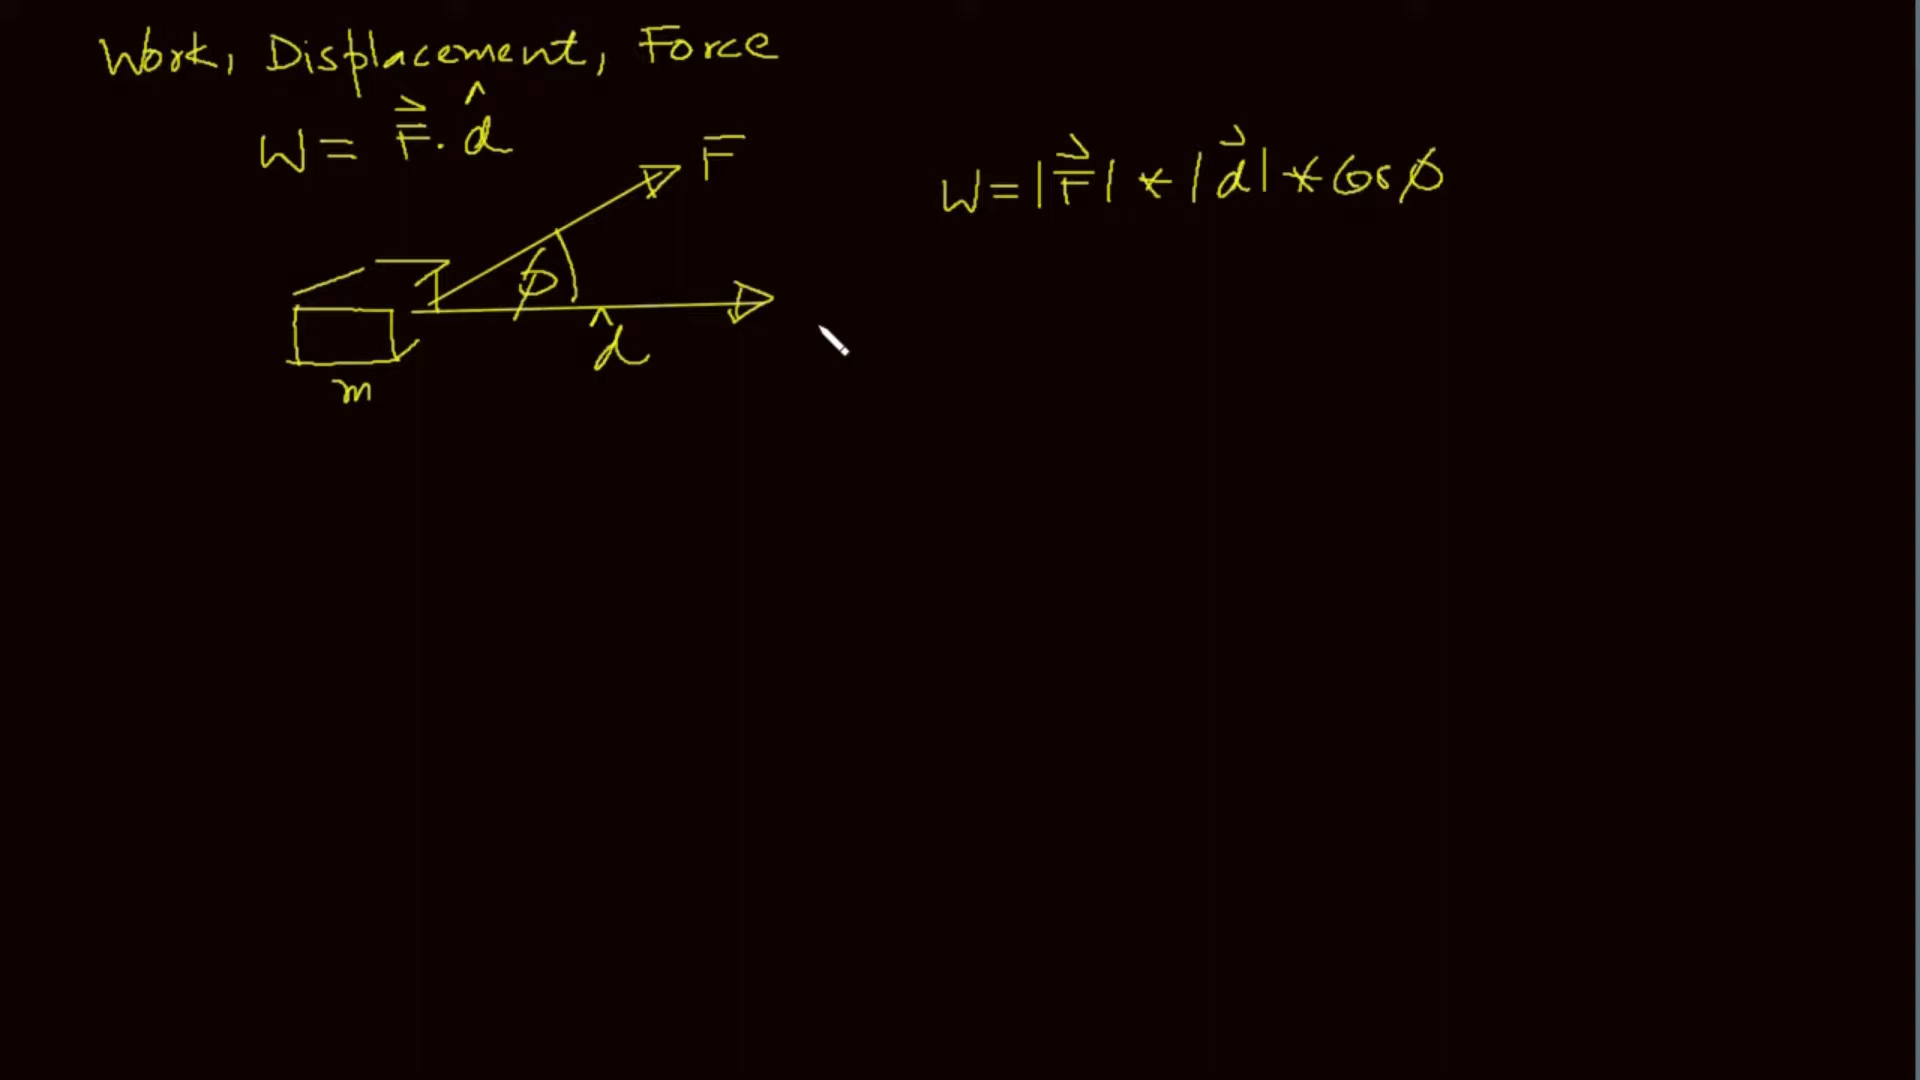 Work, Displacement, Force
W = F⃗ . d̂
F
W = |F⃗| * |d⃗| * Cos ϕ
ϕ
d̂
m